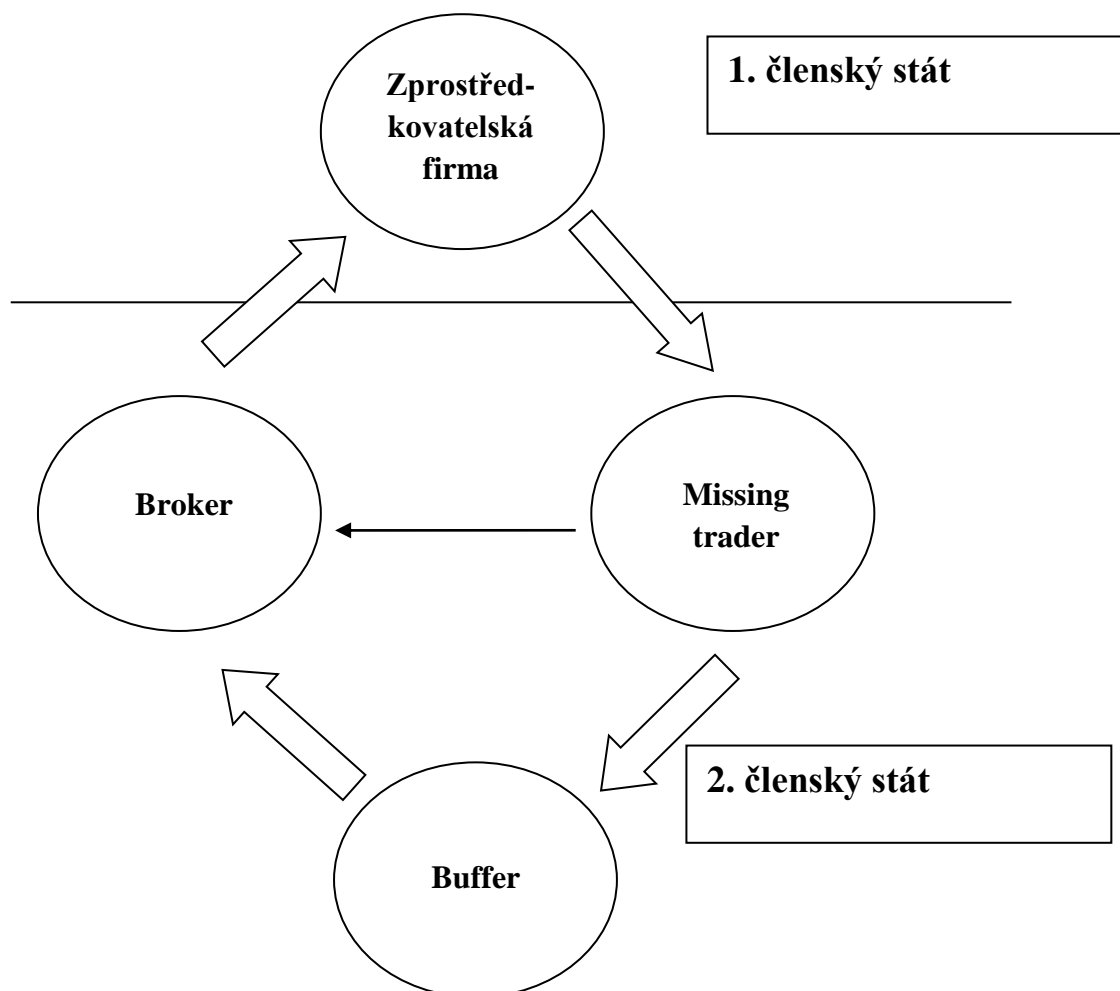 Zprostřed-
kovatelská
firma
1. členský stát
Broker
Missing
trader
2. členský stát
Buffer